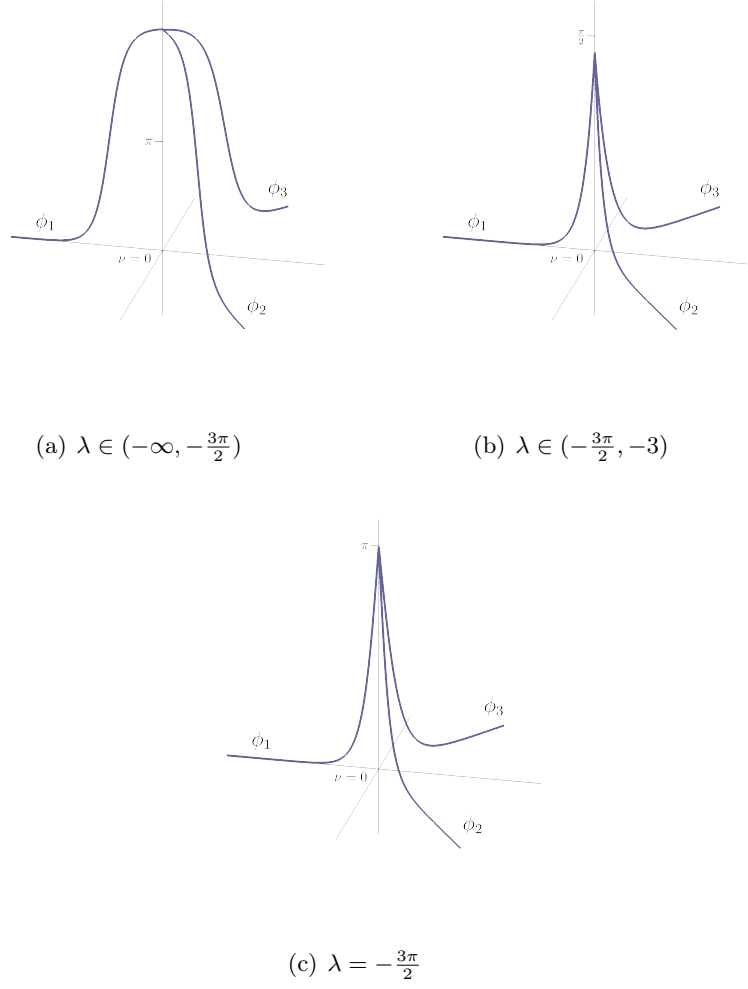 π
ϕ₁
ϕ₃
ν = 0
ϕ₂
(a) λ ∈ (−∞, −3π/2)
π/2
ϕ₁
ϕ₃
ν = 0
ϕ₂
(b) λ ∈ (−3π/2, −3)
π
ϕ₁
ϕ₃
ν = 0
ϕ₂
(c) λ = −3π/2